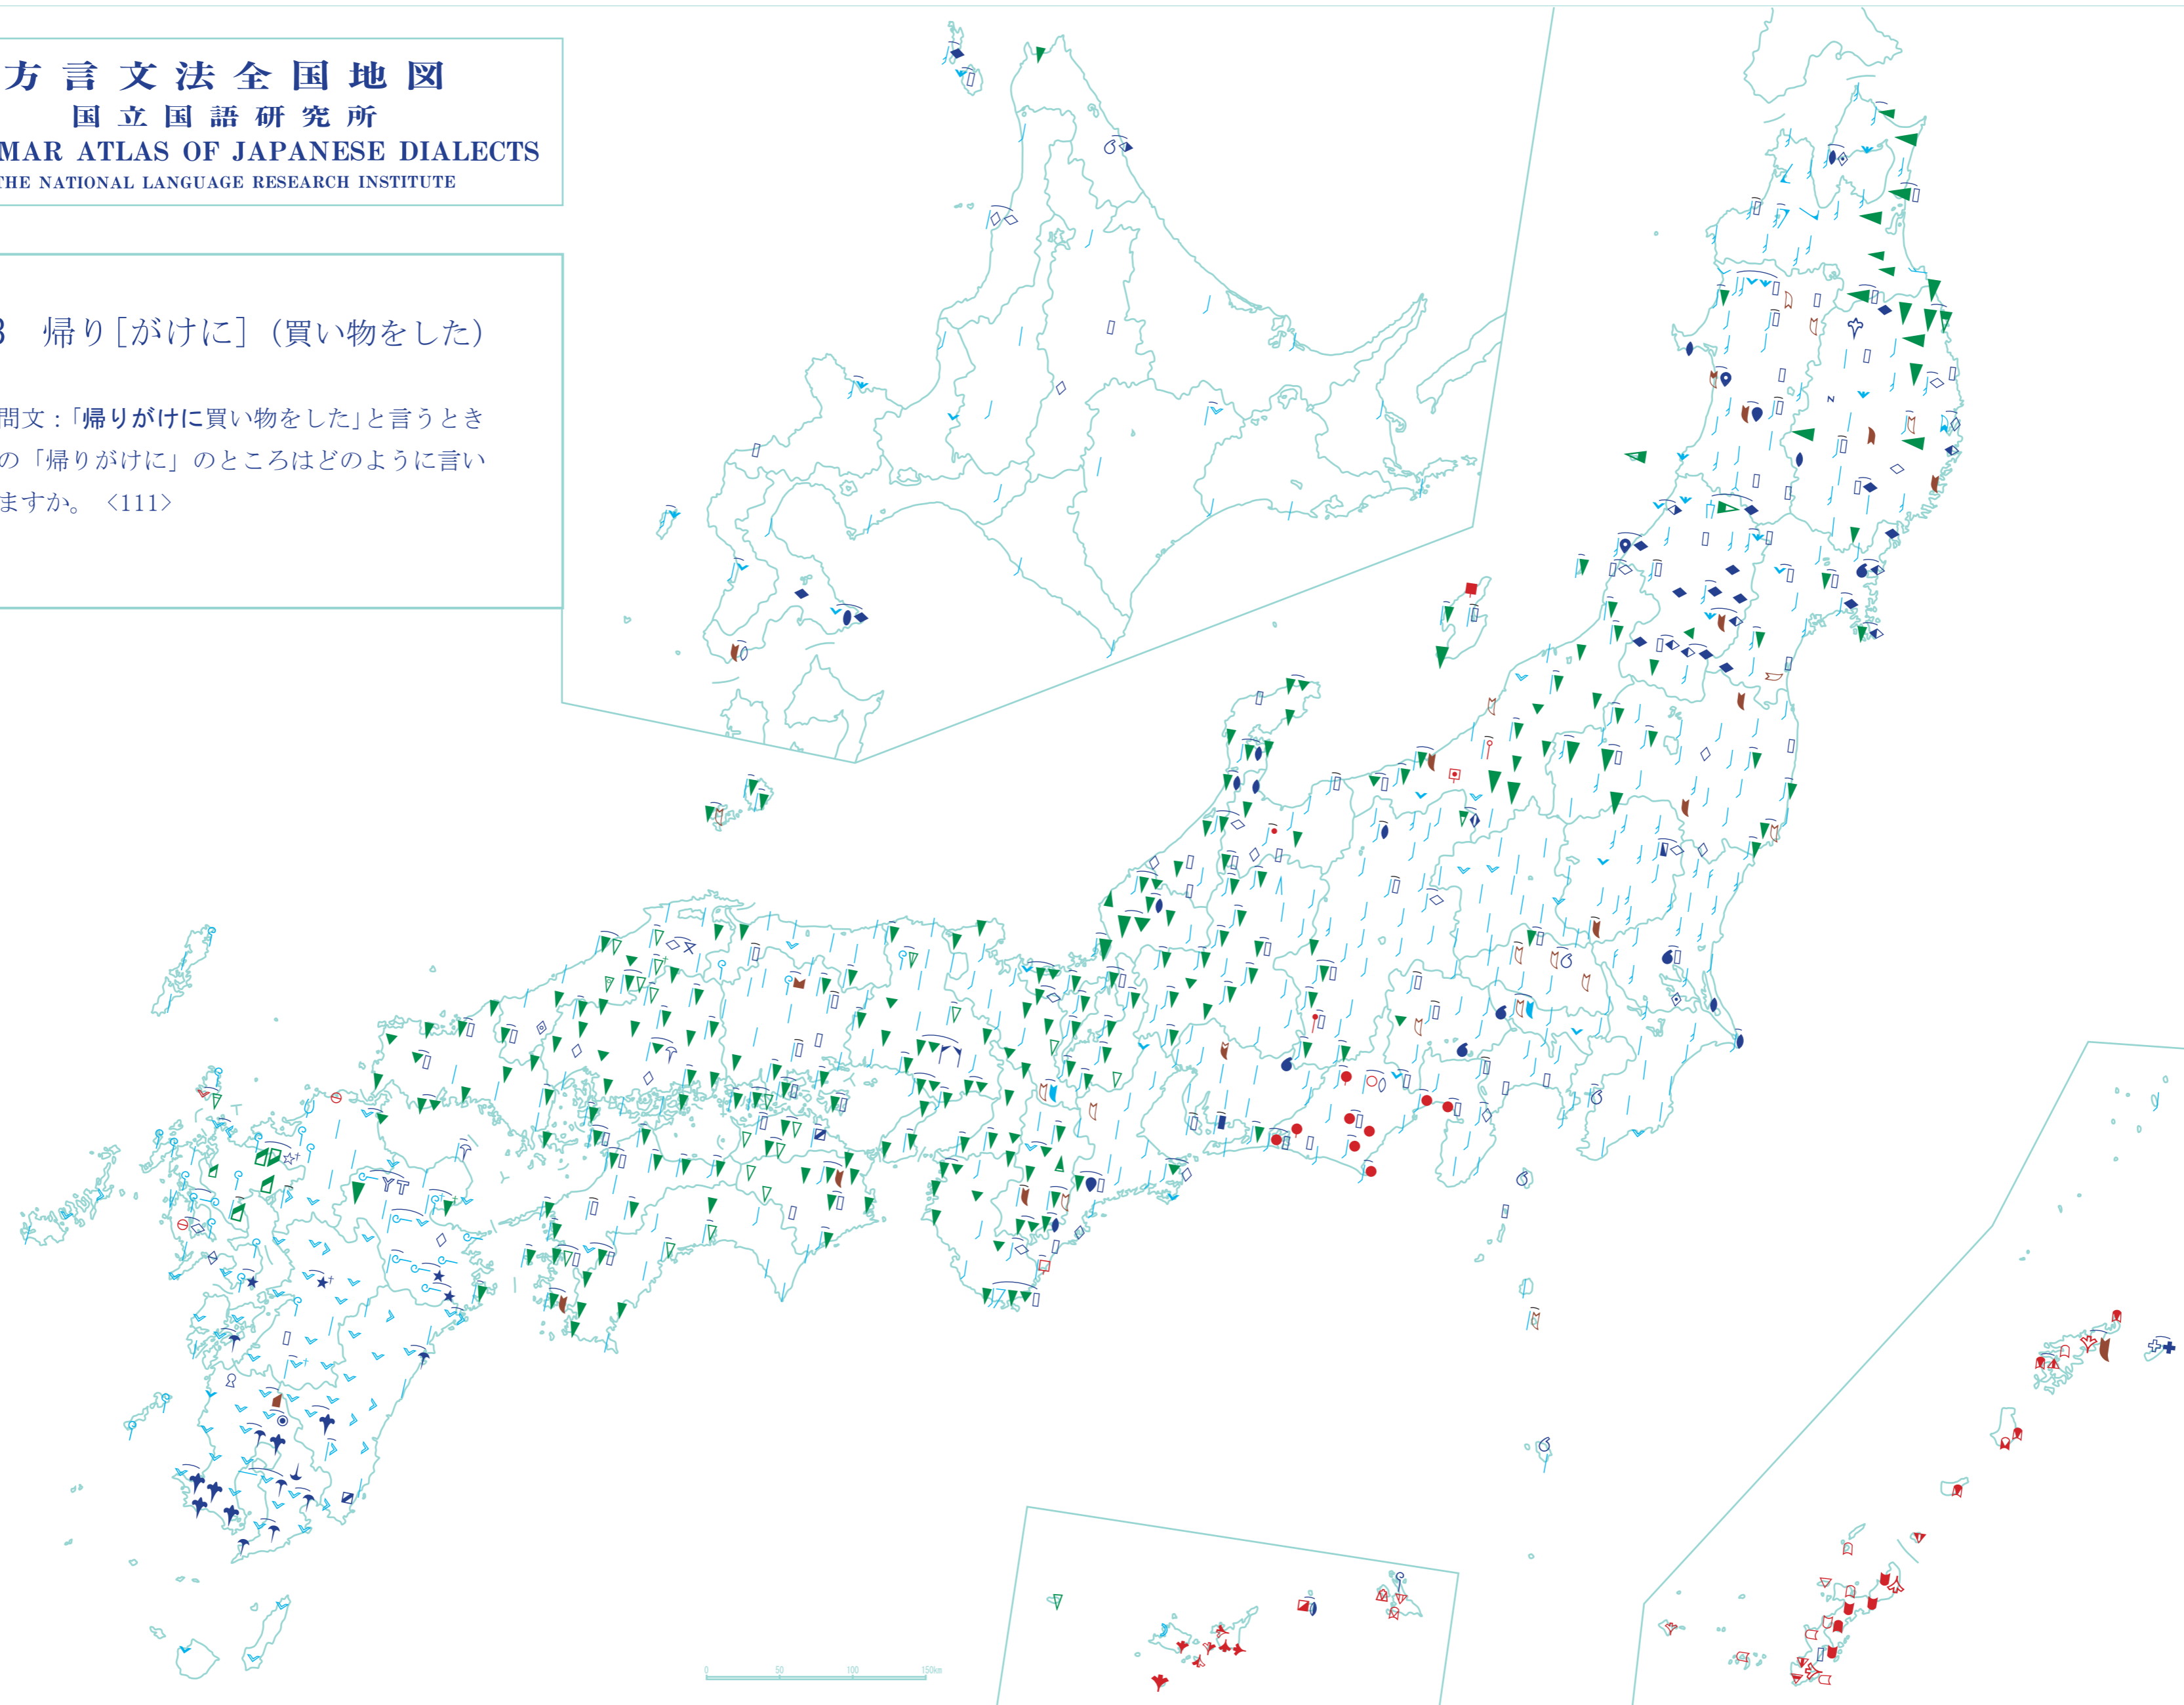 方言文法全国地図
国立国語研究所
MAR ATLAS OF JAPANESE DIALECTS
THE NATIONAL LANGUAGE RESEARCH INSTITUTE
3 帰り[がけに](買い物をした)
問文:「帰りがけに買い物をした」と言うとき
の「帰りがけに」のところはどのように言い
ますか。 〈111〉
0 50 100 150km